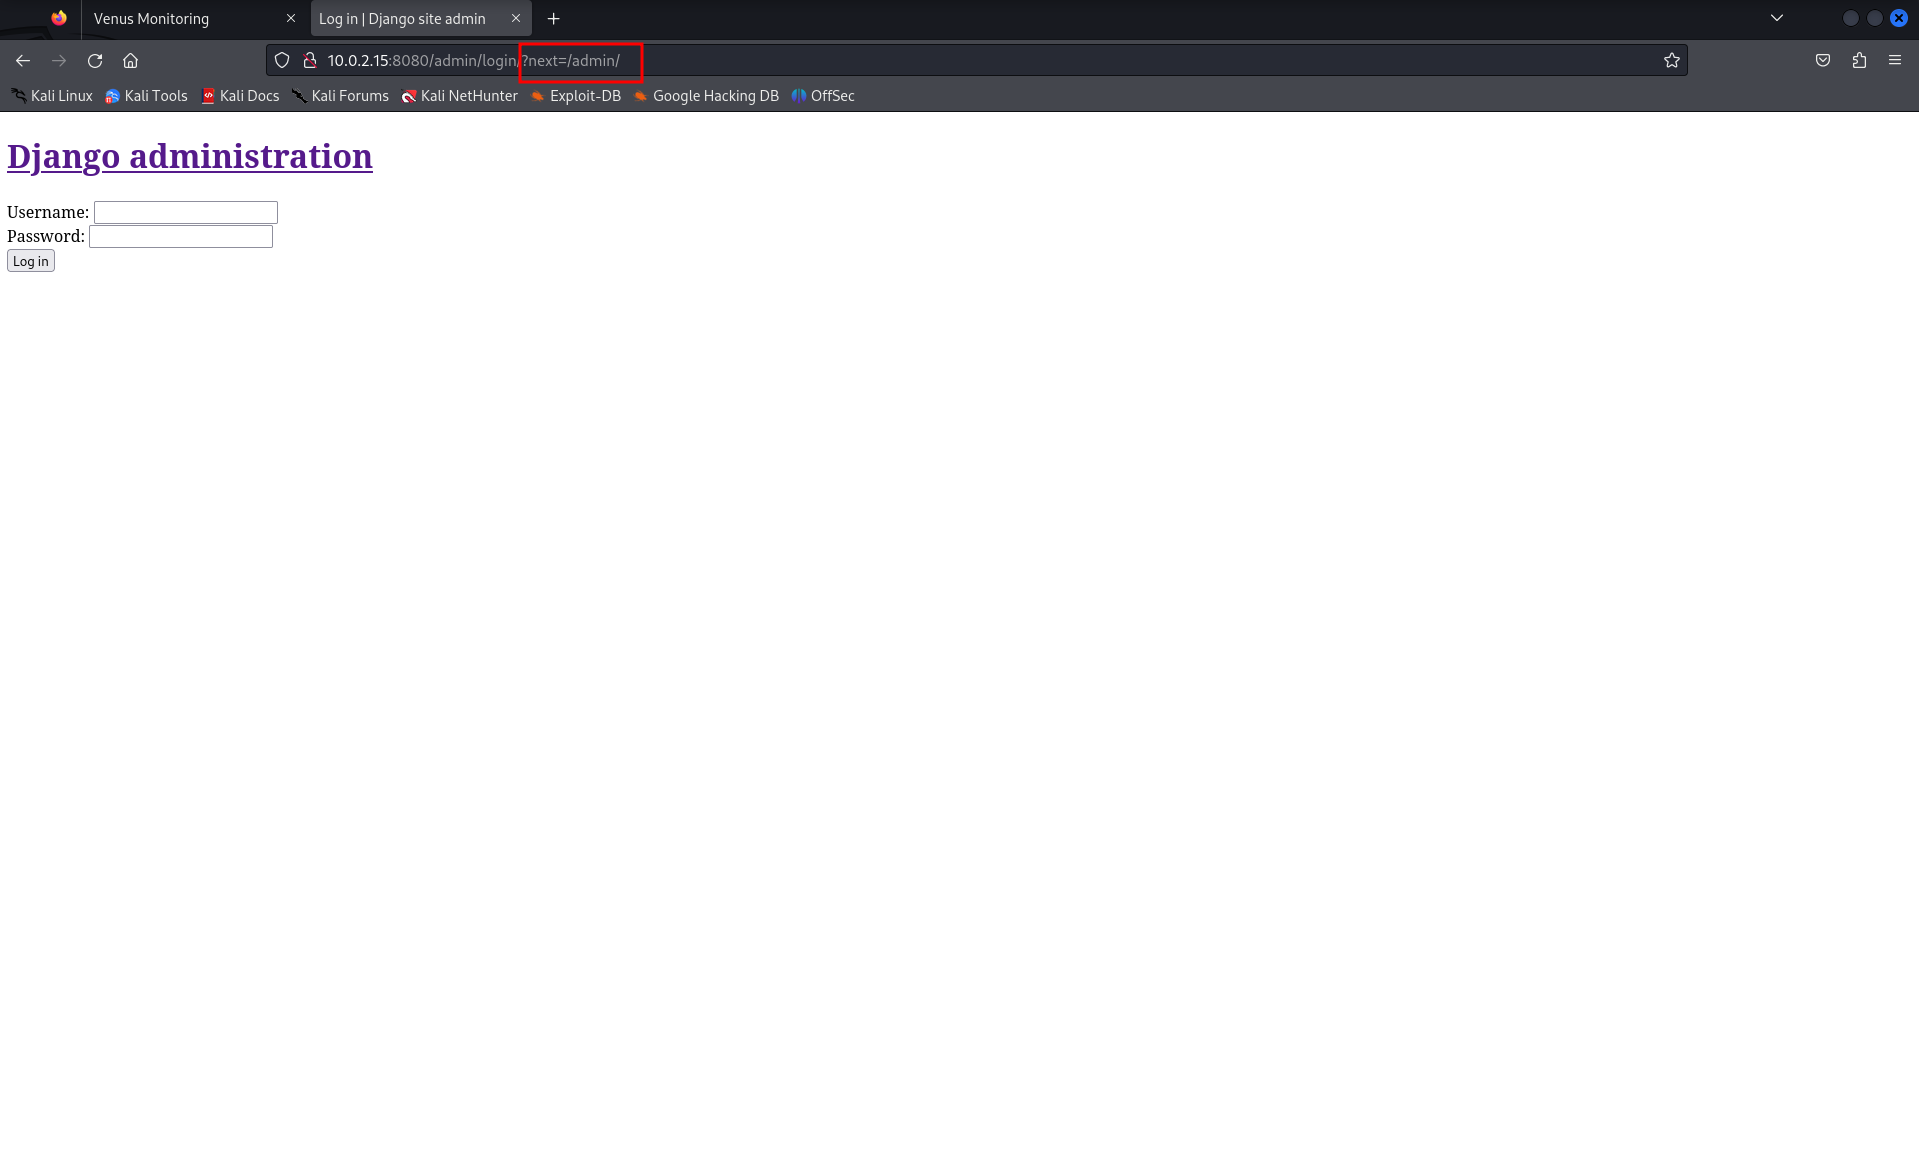 Venus Monitoring
Log in | Django site admin
10.0.2.15:8080/admin/login/?next=/admin/
Kali Linux Kali Tools Kali Docs Kali Forums Kali NetHunter Exploit-DB Google Hacking DB OffSec
Django administration
Username:
Password:
Log in